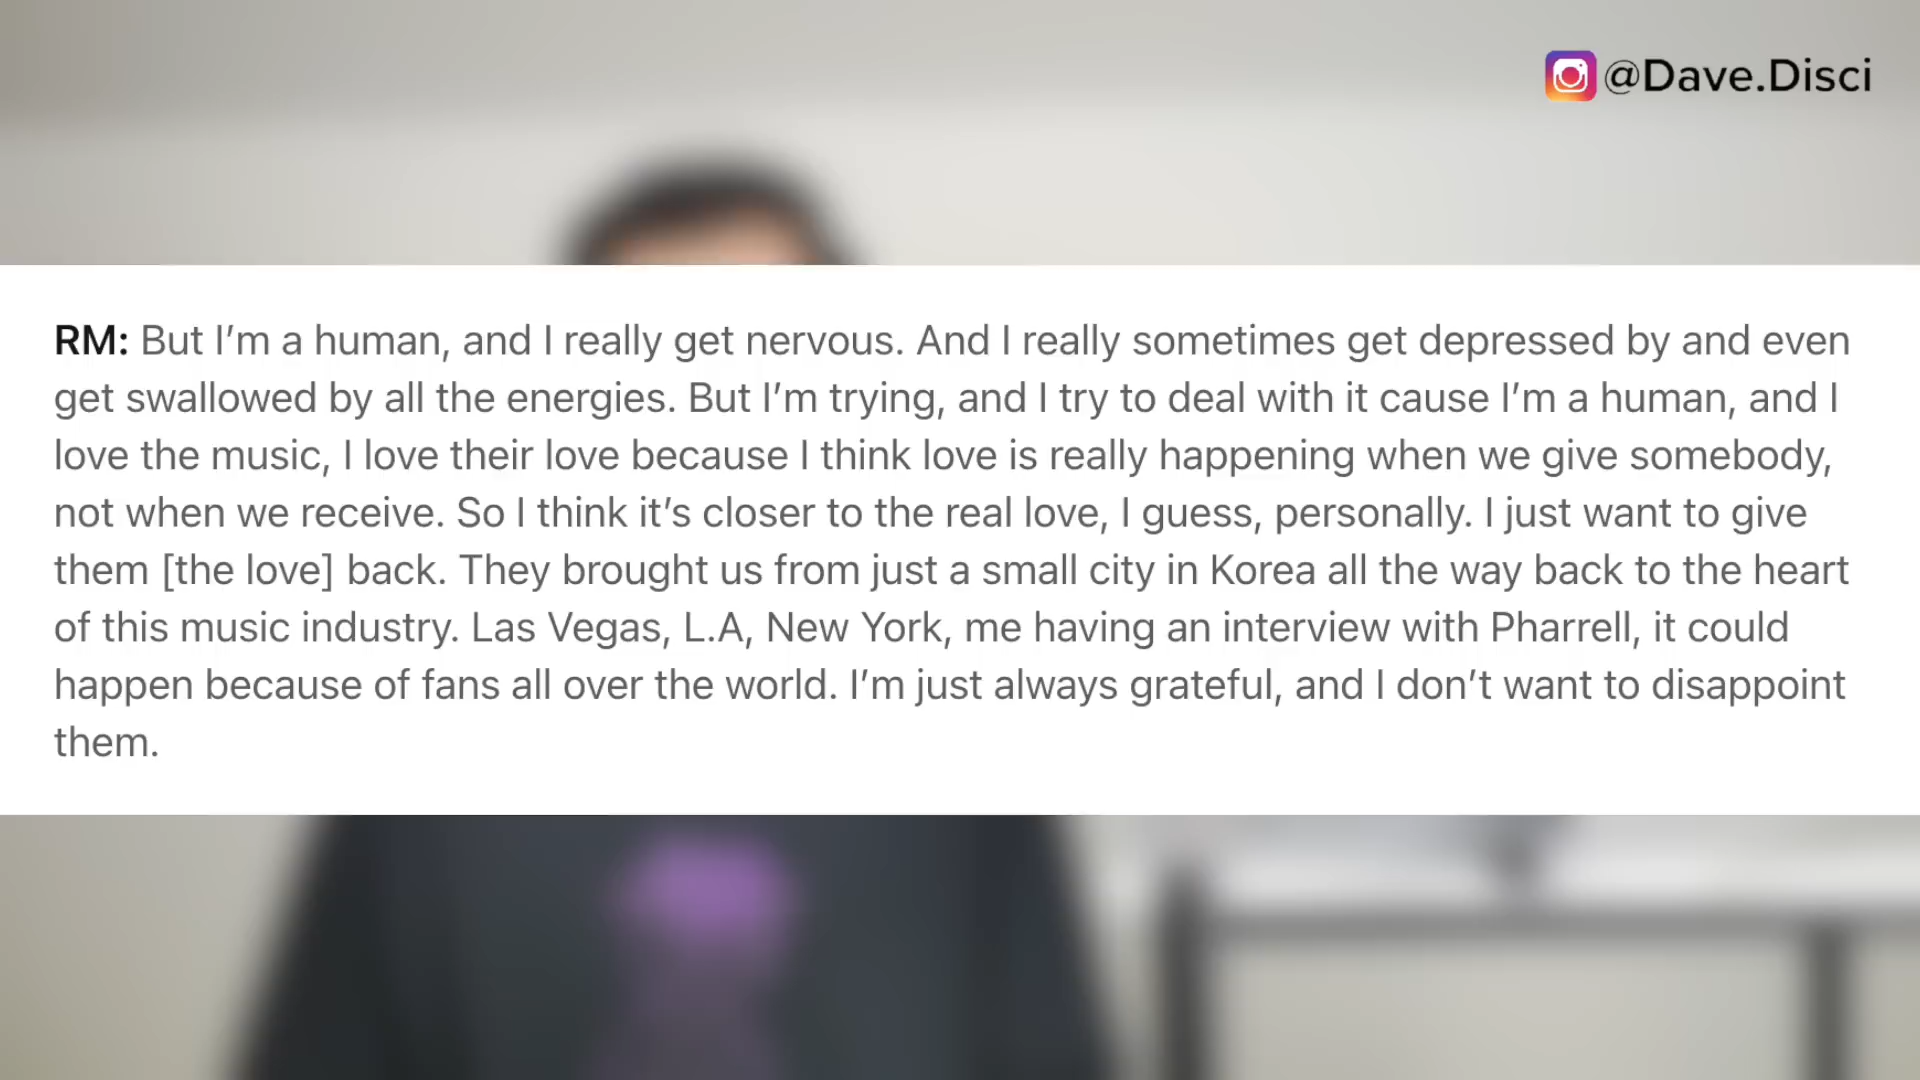 @Dave.Disci
RM: But I’m a human, and I really get nervous. And I really sometimes get depressed by and even
get swallowed by all the energies. But I’m trying, and I try to deal with it cause I’m a human, and I
love the music, I love their love because I think love is really happening when we give somebody,
not when we receive. So I think it’s closer to the real love, I guess, personally. I just want to give
them [the love] back. They brought us from just a small city in Korea all the way back to the heart
of this music industry. Las Vegas, L.A, New York, me having an interview with Pharrell, it could
happen because of fans all over the world. I’m just always grateful, and I don’t want to disappoint
them.